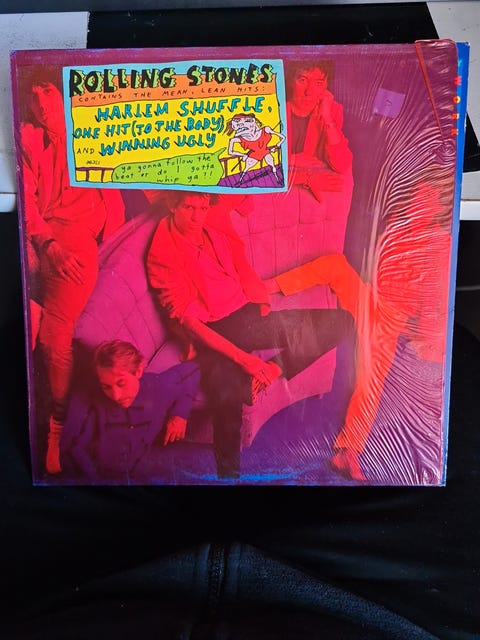 ROLLING STONES
CONTAINS THE MEAN, LEAN HITS:
HARLEM SHUFFLE,
ONE HIT (TO THE BODY)
AND WINNING UGLY
ya gonna follow the
beat or do I gotta
whip ya?!
WORK